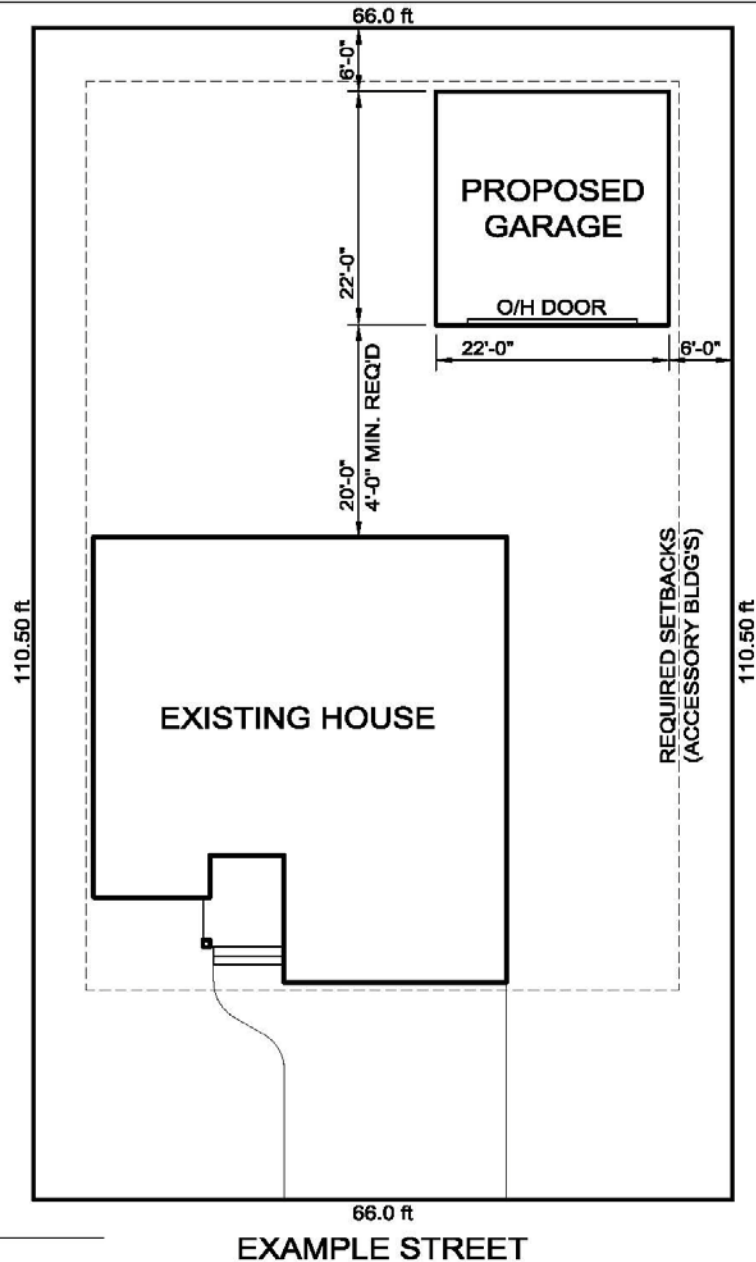 66.0 ft
6'-0"
PROPOSED
GARAGE
22'-0"
O/H DOOR
22'-0"
6'-0"
20'-0"
4'-0" MIN. REQ'D
REQUIRED SETBACKS
(ACCESSORY BLDG'S)
110.50 ft
110.50 ft
EXISTING HOUSE
66.0 ft
EXAMPLE STREET